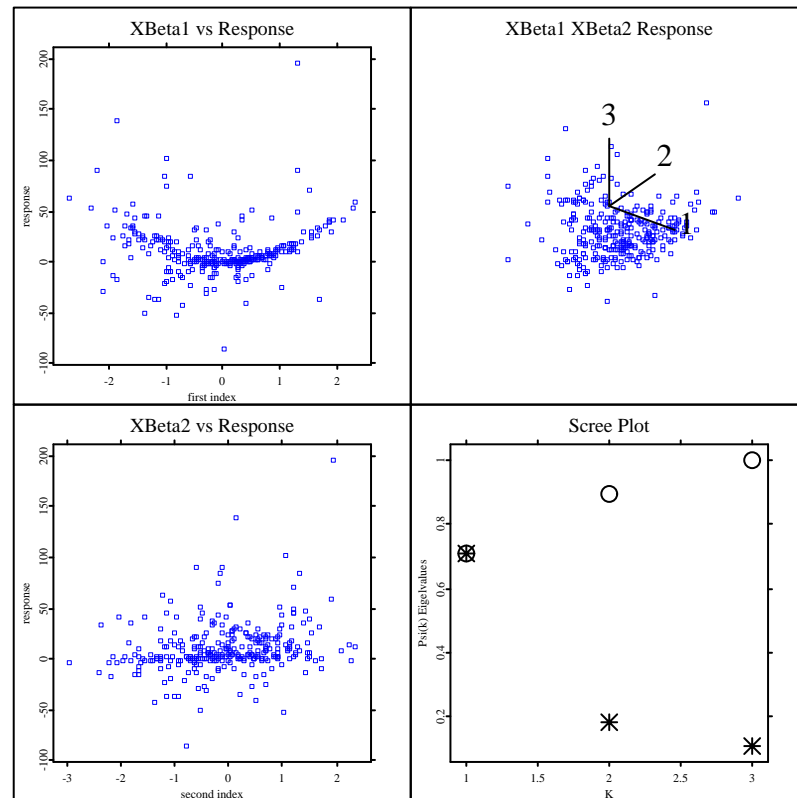 XBeta1 vs Response
response
-100 -50 0 50 100 150 200
-2 -1 0 1 2
first index
XBeta1 XBeta2 Response
3
2
1
XBeta2 vs Response
response
-100 -50 0 50 100 150 200
-3 -2 -1 0 1 2
second index
Scree Plot
Psi(k) Eigelvalues
0.2 0.4 0.6 0.8 1
1 1.5 2 2.5 3
K